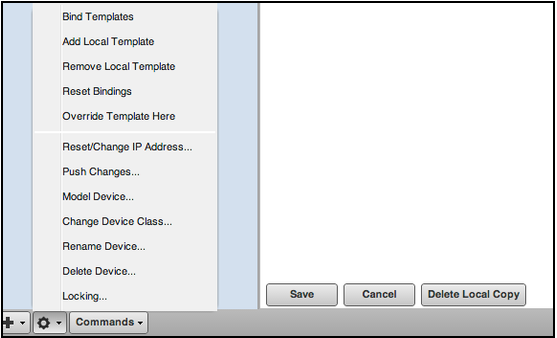 Bind Templates
Add Local Template
Remove Local Template
Reset Bindings
Override Template Here
Reset/Change IP Address...
Push Changes...
Model Device...
Change Device Class...
Rename Device...
Delete Device...
Locking...
Save Cancel Delete Local Copy
Commands